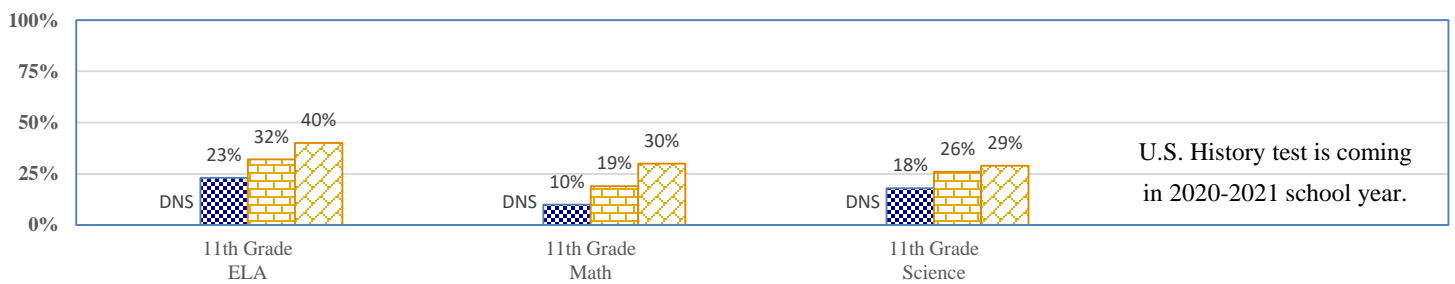 100%
75%
50%
25%
0%
DNS
23%
32%
40%
DNS
10%
19%
30%
DNS
18%
26%
29%
U.S. History test is coming
in 2020-2021 school year.
11th Grade
ELA
11th Grade
Math
11th Grade
Science